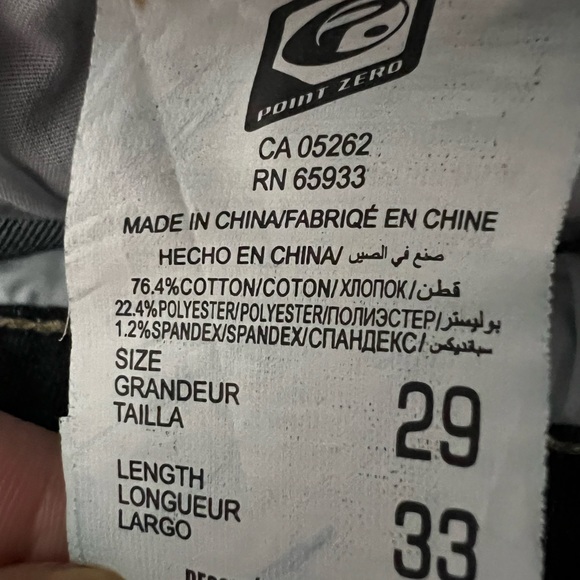 POINT ZERO
CA 05262
RN 65933
MADE IN CHINA/FABRIQÉ EN CHINE
HECHO EN CHINA/ صنع في الصين
76.4%COTTON/COTON/ХЛОПОК/قطن
22.4%POLYESTER/POLYESTER/ПОЛИЭСТЕР/بوليستر
1.2%SPANDEX/SPANDEX/СПАНДЕКС/سباندیکس
SIZE
GRANDEUR
TAILLA
29
LENGTH
LONGUEUR
LARGO
33